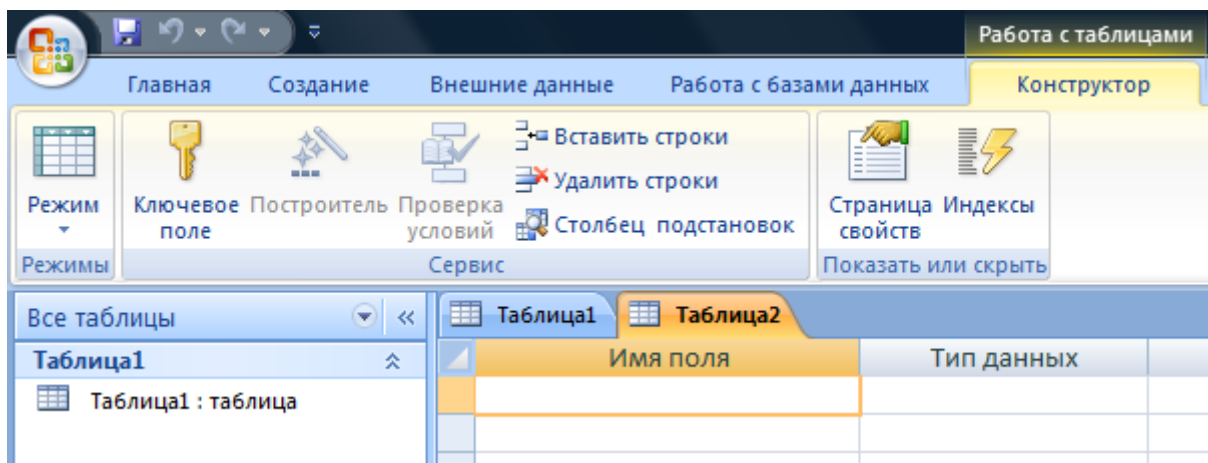 Работа с таблицами
Главная Создание Внешние данные Работа с базами данных Конструктор
Режим
Ключевое поле
Построитель
Проверка условий
Вставить строки
Удалить строки
Столбец подстановок
Страница свойств
Индексы
Режимы Сервис Показать или скрыть
Все таблицы
Таблица1 Таблица2
Таблица1
Имя поля Тип данных
Таблица1 : таблица